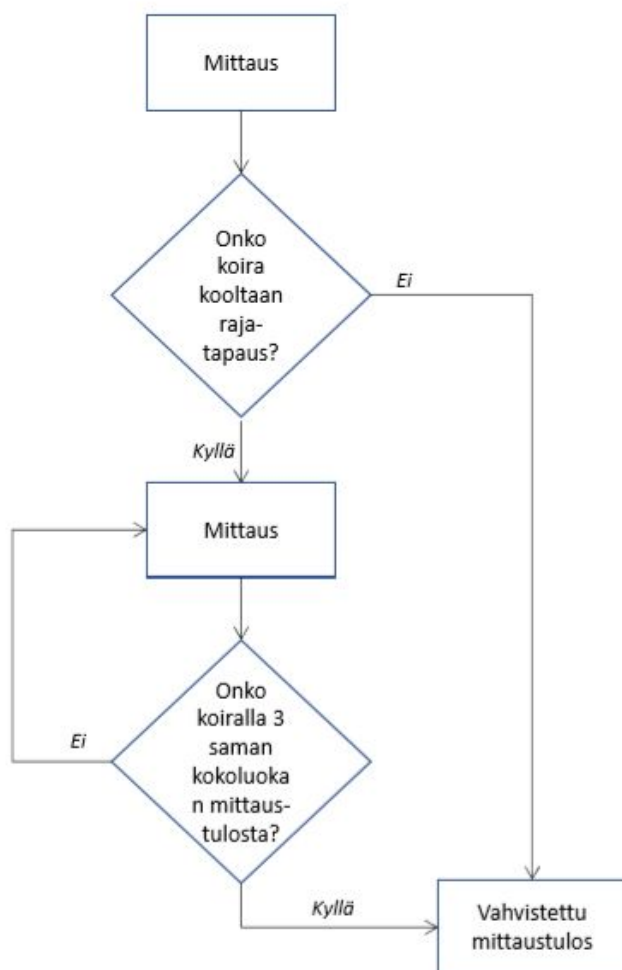 Mittaus
Onko
koira
kooltaan
raja-
tapaus?
Ei
Kyllä
Mittaus
Onko
koiralla 3
saman
kokoluoka
n mittaus-
tulosta?
Ei
Kyllä
Vahvistettu
mittaustulos